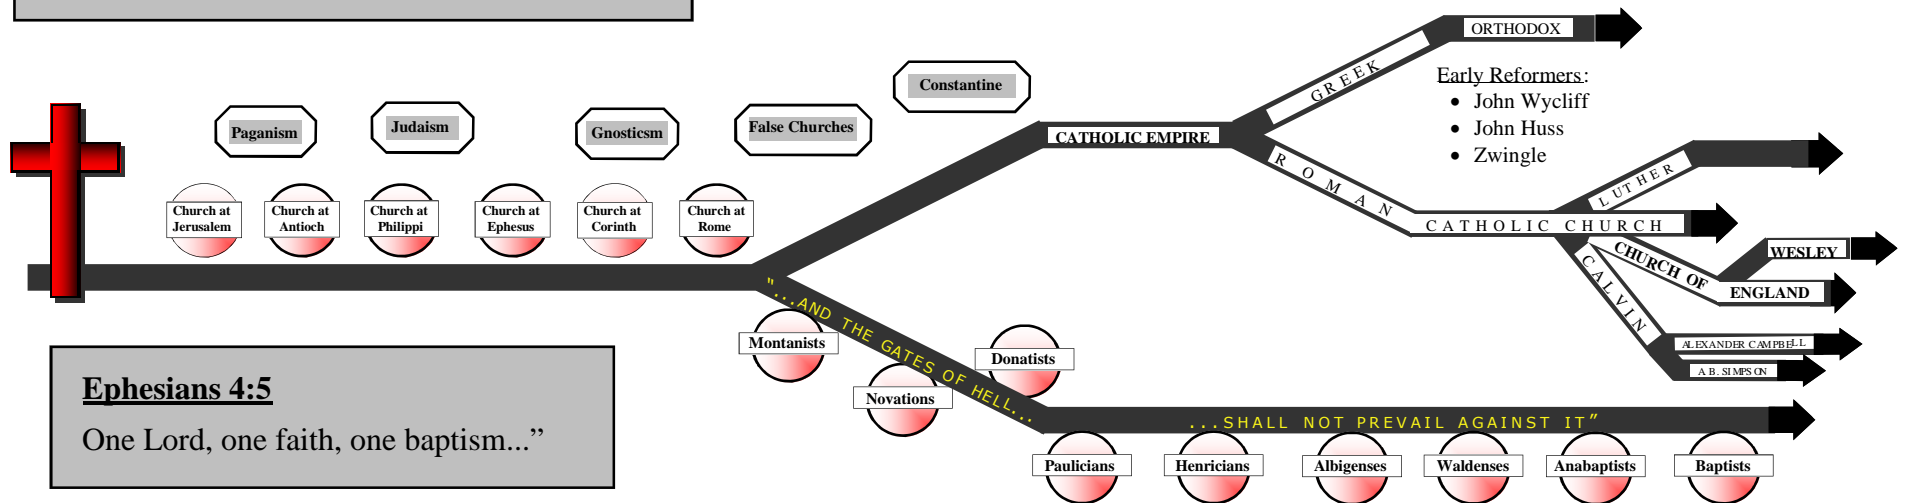 ORTHODOX
GREEK
Early Reformers:
• John Wycliff
• John Huss
• Zwingle
Constantine
Paganism
Judaism
Gnosticsm
False Churches
CATHOLIC EMPIRE
ROMAN
CATHOLIC CHURCH
LUTHER
CHURCH OF
ENGLAND
WESLEY
CALVIN
ALEXANDER CAMPBELL
A B. SIMPSON
Church at
Jerusalem
Church at
Antioch
Church at
Philippi
Church at
Ephesus
Church at
Corinth
Church at
Rome
"...AND THE GATES OF HELL...
...SHALL NOT PREVAIL AGAINST IT”
Montanists
Novations
Donatists
Paulicians
Henricians
Albigenses
Waldenses
Anabaptists
Baptists
Ephesians 4:5
One Lord, one faith, one baptism...”